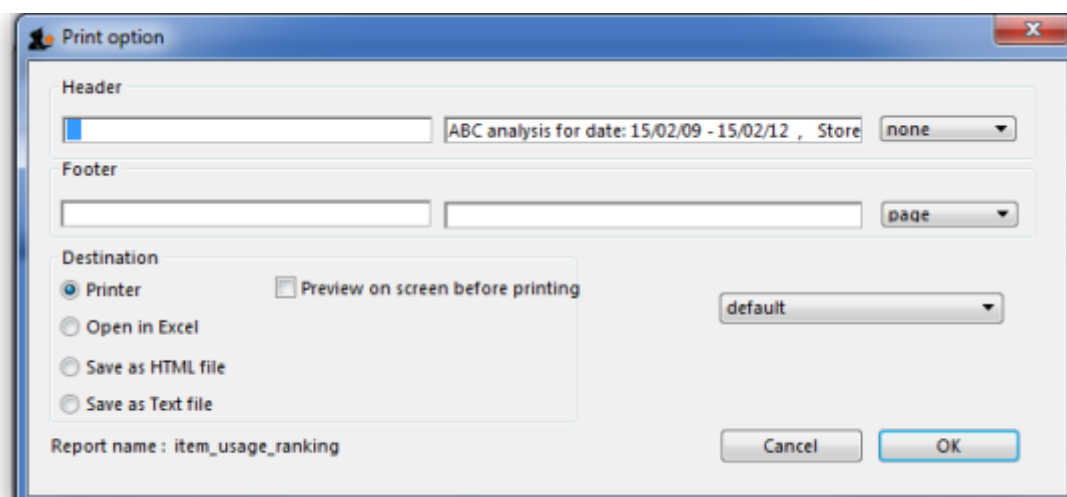 Print option
Header
ABC analysis for date: 15/02/09 - 15/02/12 , Store none
Footer
page
Destination
Printer Preview on screen before printing
default
Open in Excel
Save as HTML file
Save as Text file
Report name : item_usage_ranking Cancel OK